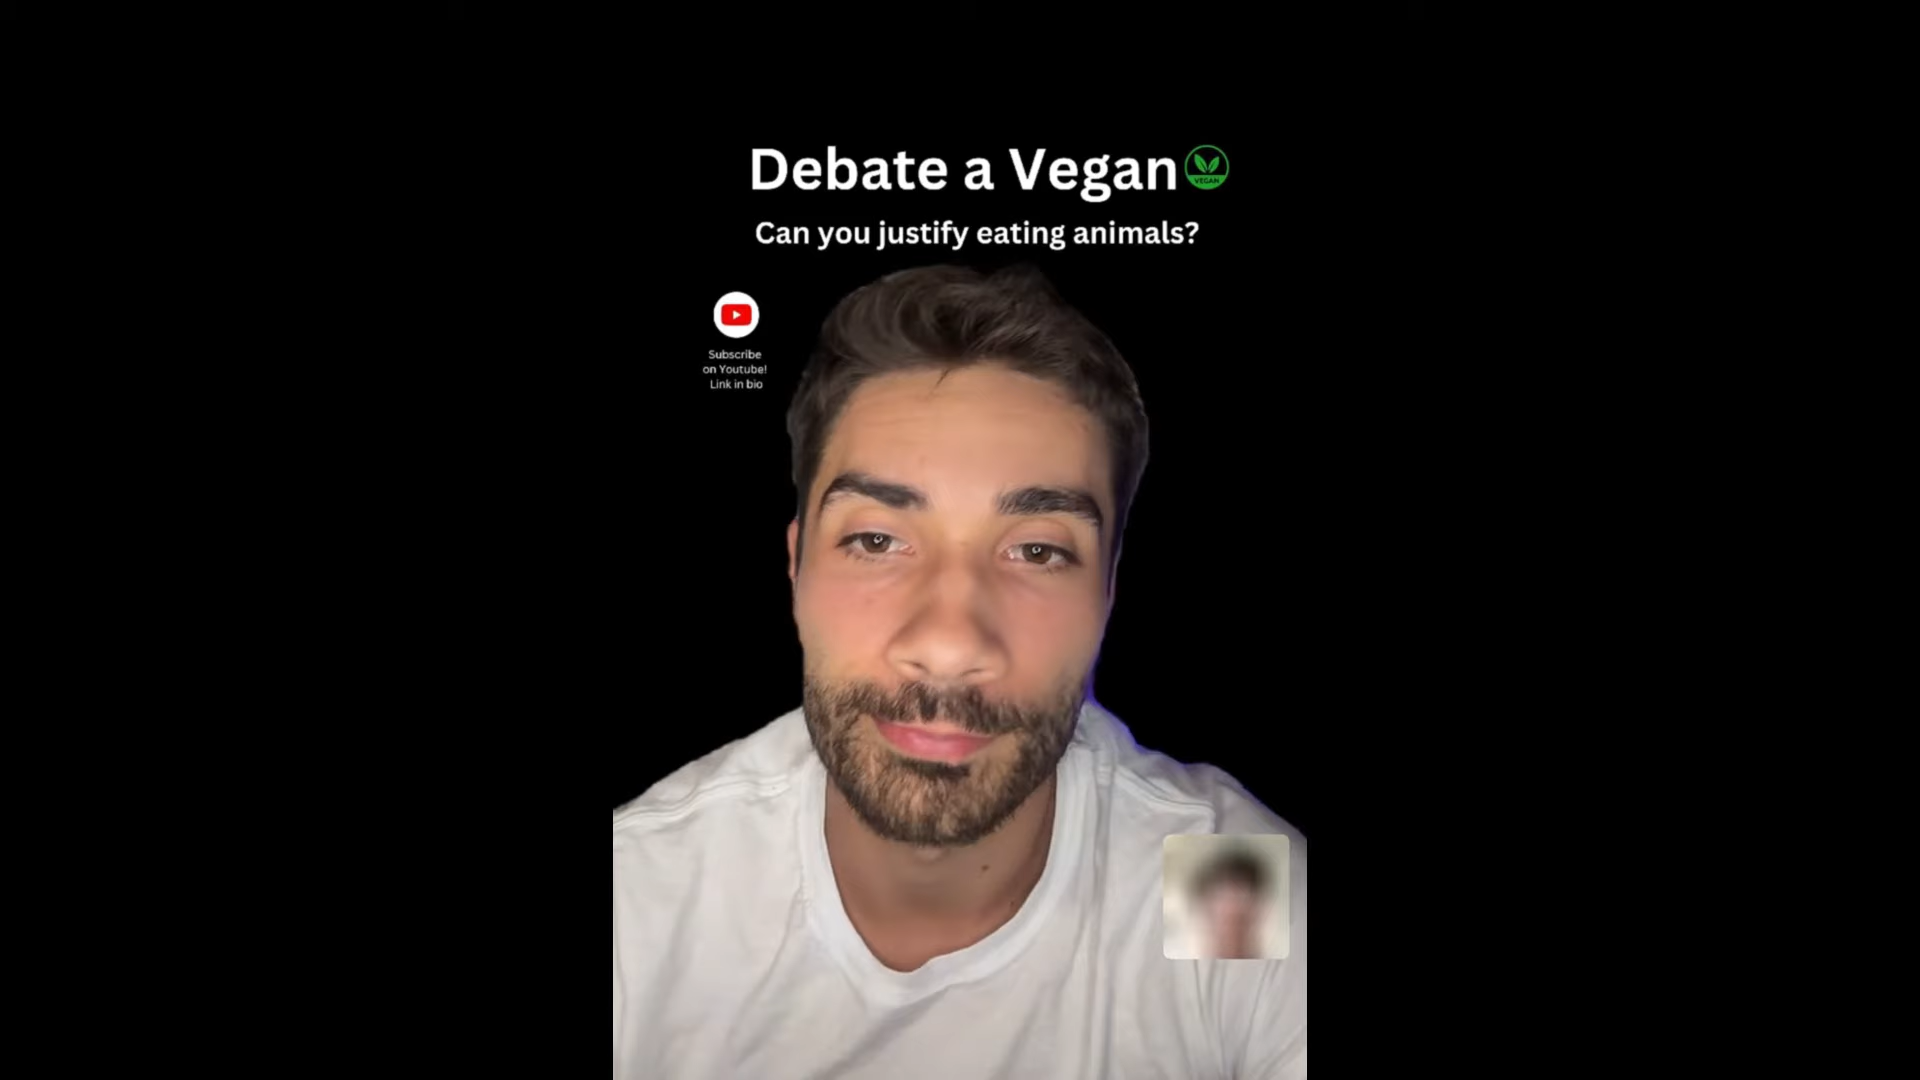 Debate a Vegan
VEGAN
Can you justify eating animals?
Subscribe
on Youtube!
Link in bio